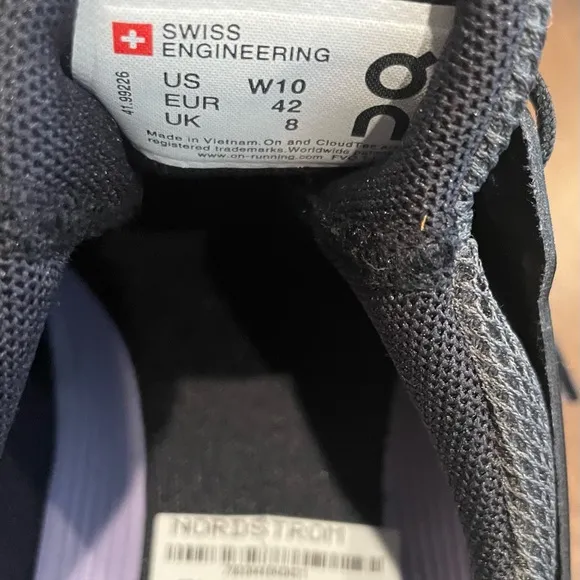 SWISS
ENGINEERING
US W10
EUR 42
UK 8
41.99226
Made in Vietnam. On and CloudTec
registered trademarks. Worldwide
www.on-running.com.
On
NORDSTROM